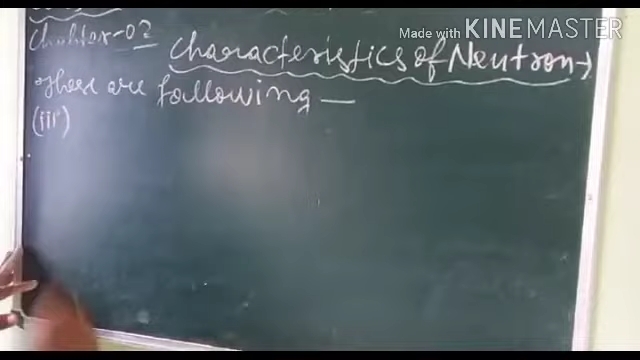 Made with KINEMASTER
Chapter-02
Characteristics of Neutron→
These are following —
(iii)